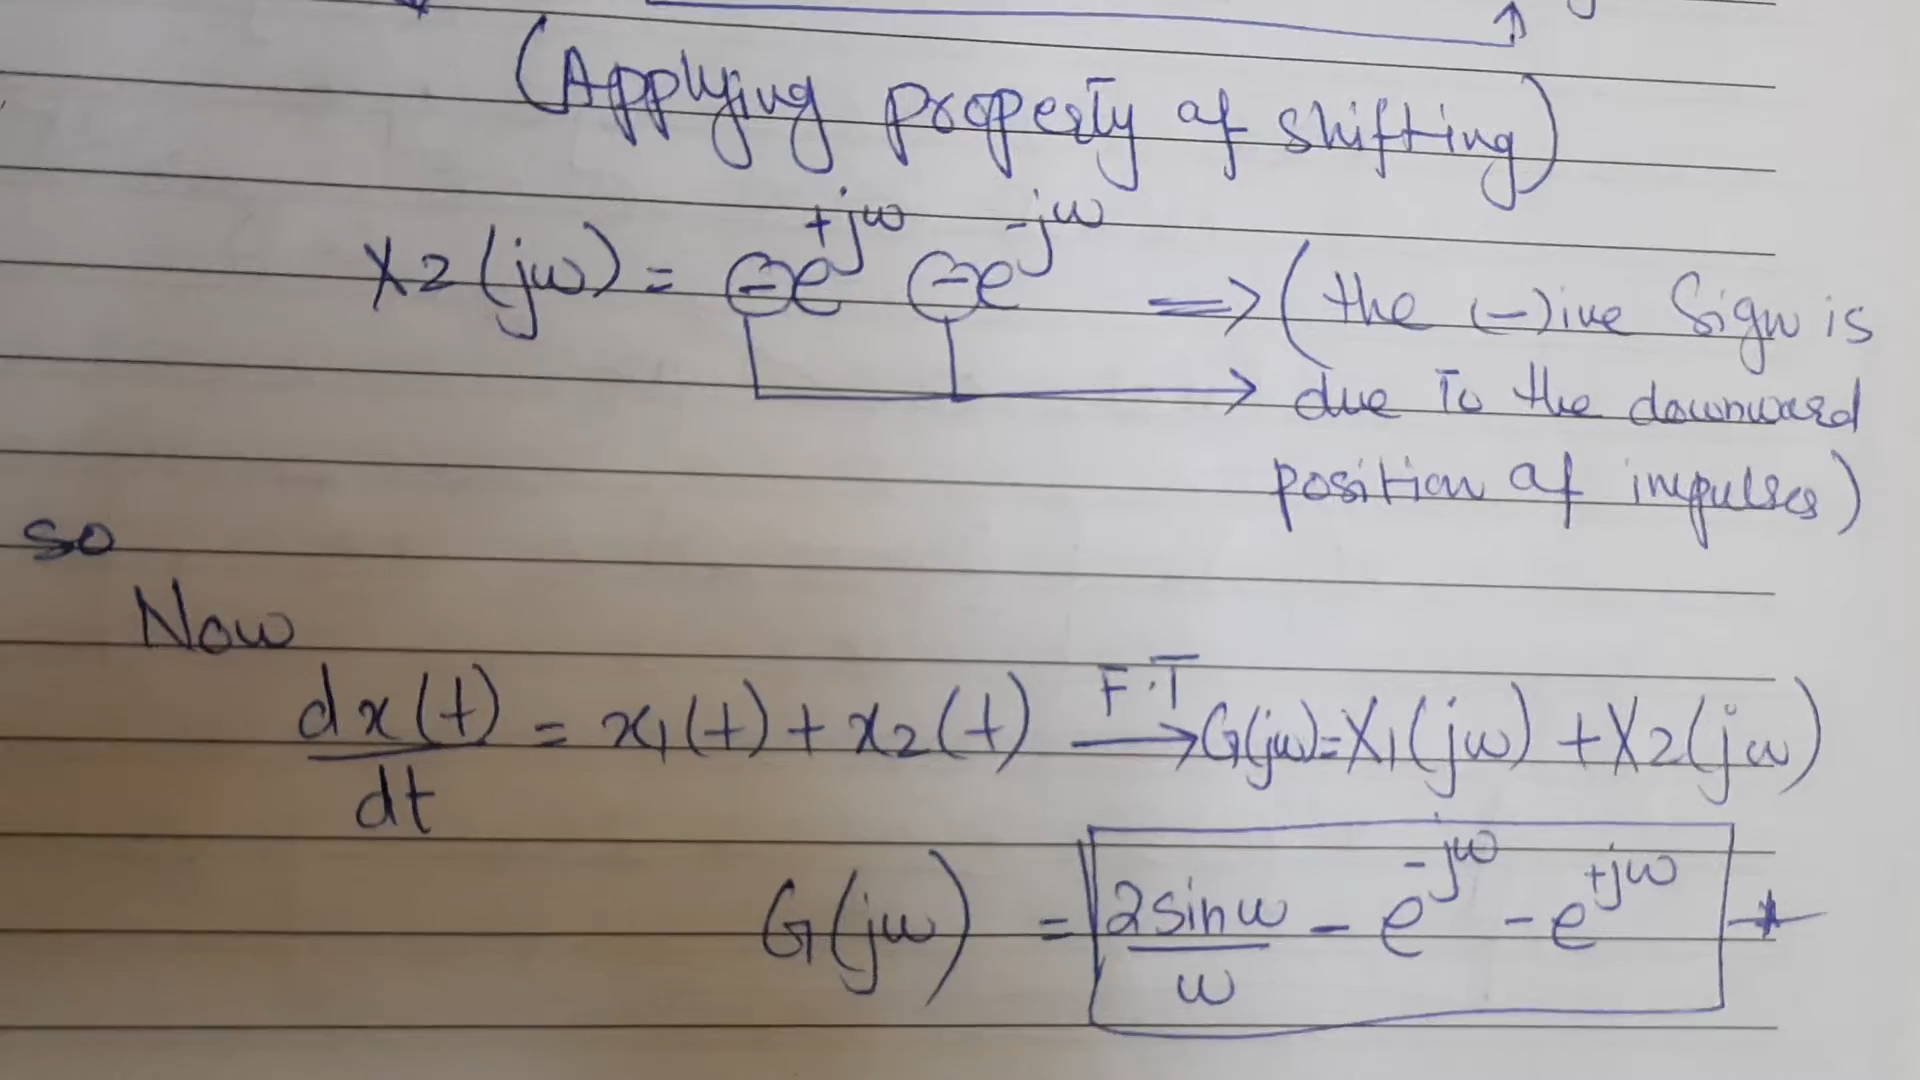 (Applying property of shifting)
X2(jω) = -e^{+jω} -e^{-jω} ⇒ (the (-)ive Sign is
→ due To the downward
position of impulses)
so
Now
dx(t)/dt = x1(t) + x2(t) →F.T G(jω)=X1(jω) + X2(jω)
G(jω) = 2sinω/ω - e^{-jω} - e^{+jω}